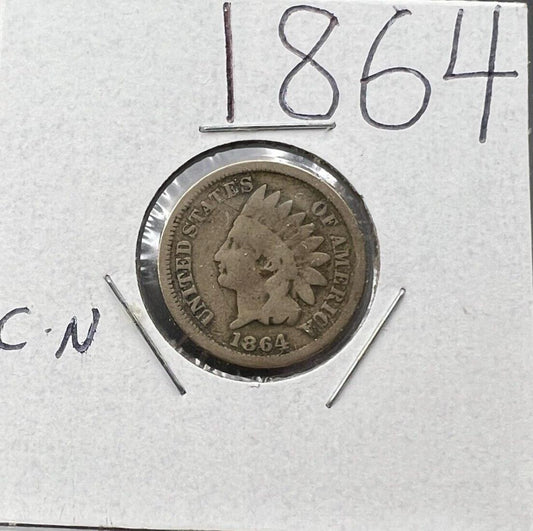 1864
UNITED STATES OF AMERICA
1864
C·N